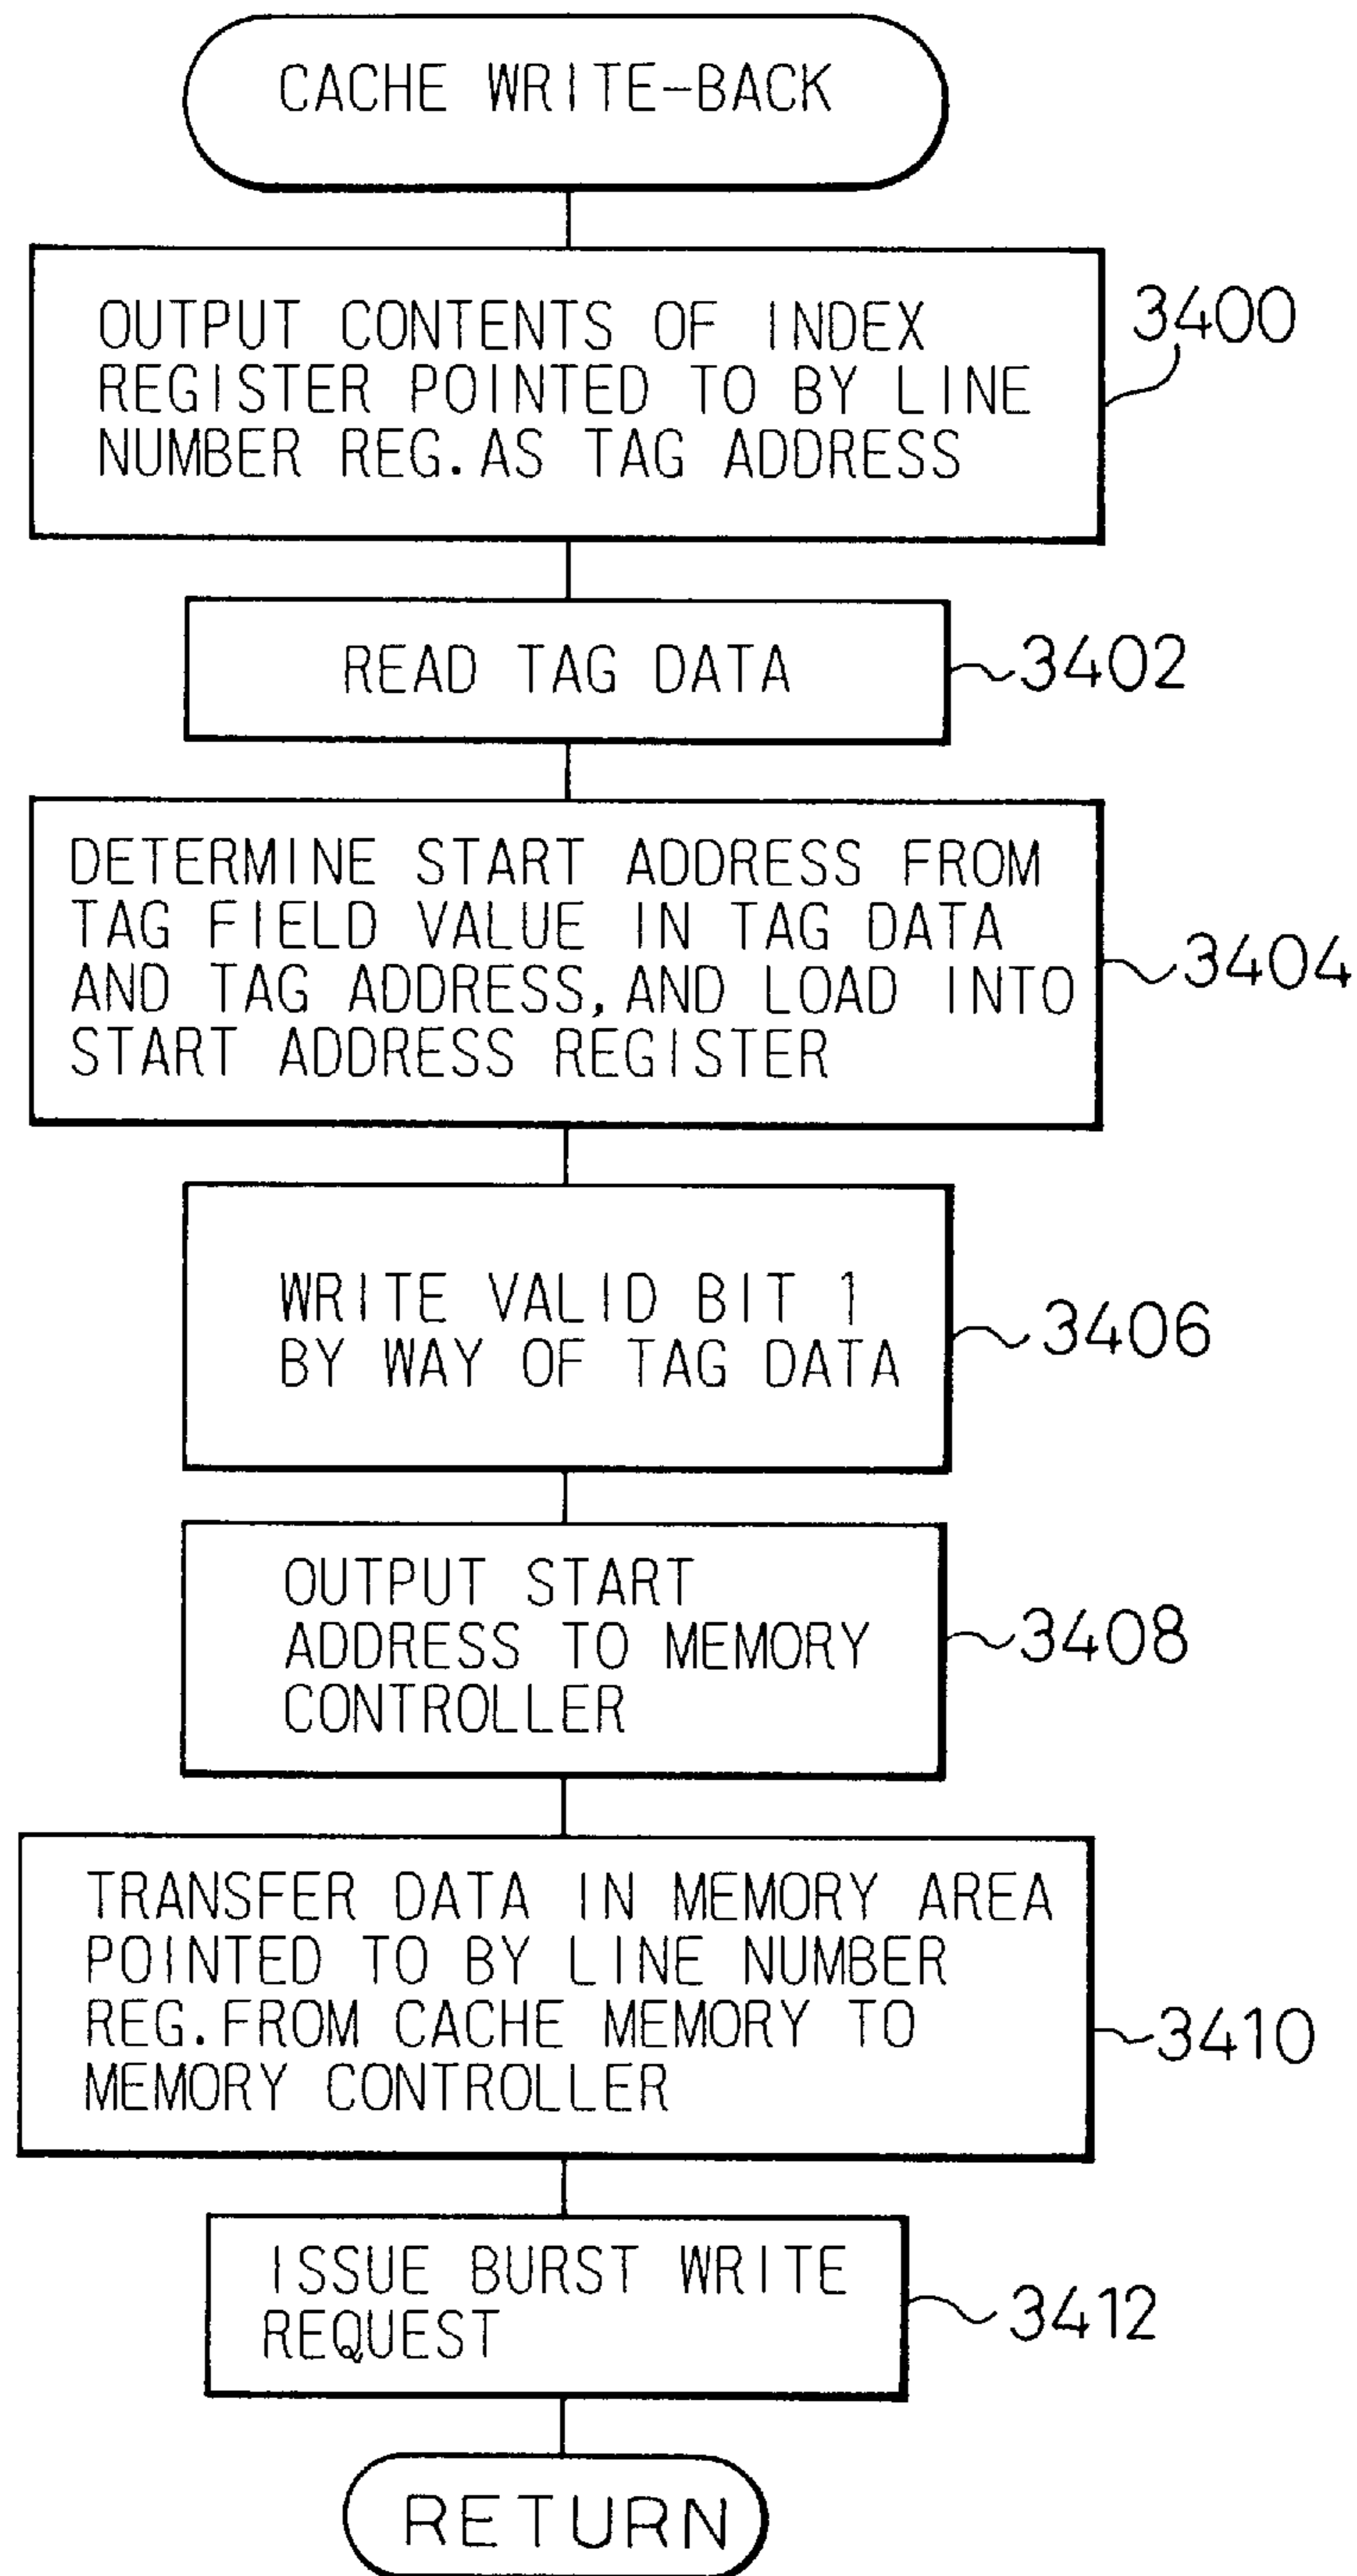 CACHE WRITE-BACK
OUTPUT CONTENTS OF INDEX
REGISTER POINTED TO BY LINE
NUMBER REG. AS TAG ADDRESS
3400
READ TAG DATA
3402
DETERMINE START ADDRESS FROM
TAG FIELD VALUE IN TAG DATA
AND TAG ADDRESS, AND LOAD INTO
START ADDRESS REGISTER
3404
WRITE VALID BIT 1
BY WAY OF TAG DATA
3406
OUTPUT START
ADDRESS TO MEMORY
CONTROLLER
3408
TRANSFER DATA IN MEMORY AREA
POINTED TO BY LINE NUMBER
REG. FROM CACHE MEMORY TO
MEMORY CONTROLLER
3410
ISSUE BURST WRITE
REQUEST
3412
RETURN